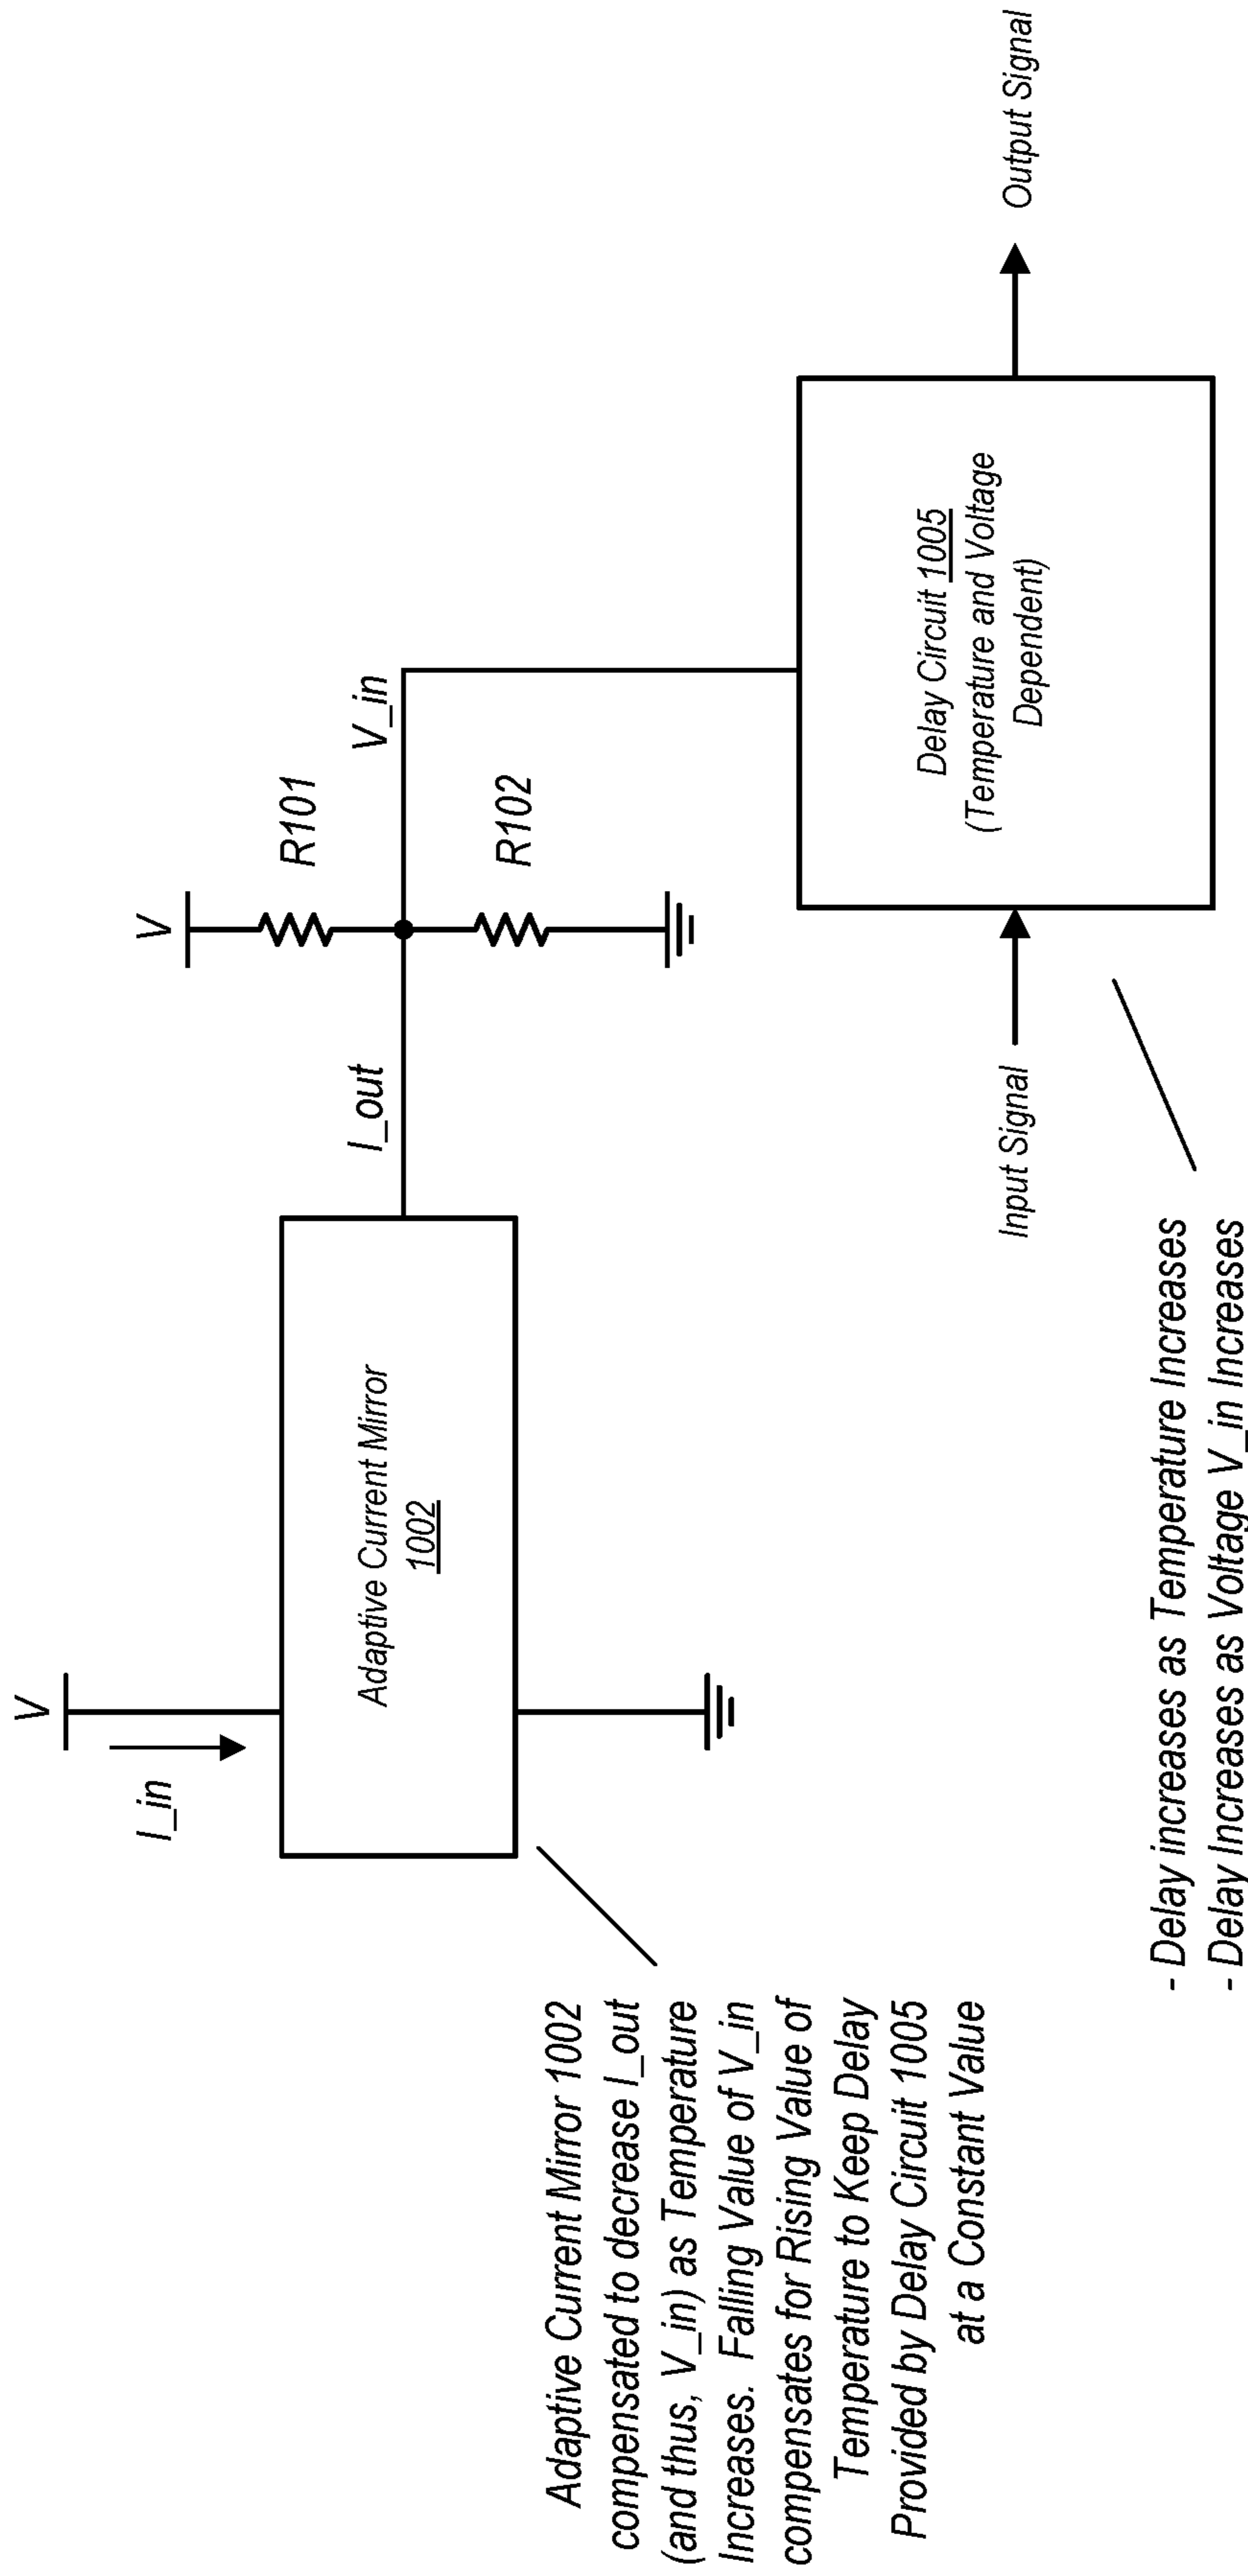 V
I_in
Adaptive Current Mirror
1002
I_out
V
R101
R102
V_in
Adaptive Current Mirror 1002
compensated to decrease I_out
(and thus, V_in) as Temperature
Increases. Falling Value of V_in
compensates for Rising Value of
Temperature to Keep Delay
Provided by Delay Circuit 1005
at a Constant Value
Input Signal
Delay Circuit 1005
(Temperature and Voltage
Dependent)
Output Signal
- Delay increases as Temperature Increases
- Delay Increases as Voltage V_in Increases